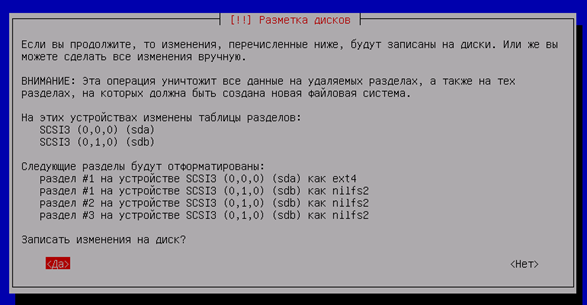 [!!] Разметка дисков
Если вы продолжите, то изменения, перечисленные ниже, будут записаны на диски. Или же вы
можете сделать все изменения вручную.
ВНИМАНИЕ: Эта операция уничтожит все данные на удаляемых разделах, а также на тех
разделах, на которых должна быть создана новая файловая система.
На этих устройствах изменены таблицы разделов:
SCSI3 (0,0,0) (sda)
SCSI3 (0,1,0) (sdb)
Следующие разделы будут отформатированы:
раздел #1 на устройстве SCSI3 (0,0,0) (sda) как ext4
раздел #1 на устройстве SCSI3 (0,1,0) (sdb) как nilfs2
раздел #2 на устройстве SCSI3 (0,1,0) (sdb) как nilfs2
раздел #3 на устройстве SCSI3 (0,1,0) (sdb) как nilfs2
Записать изменения на диск?
<Да> <Нет>